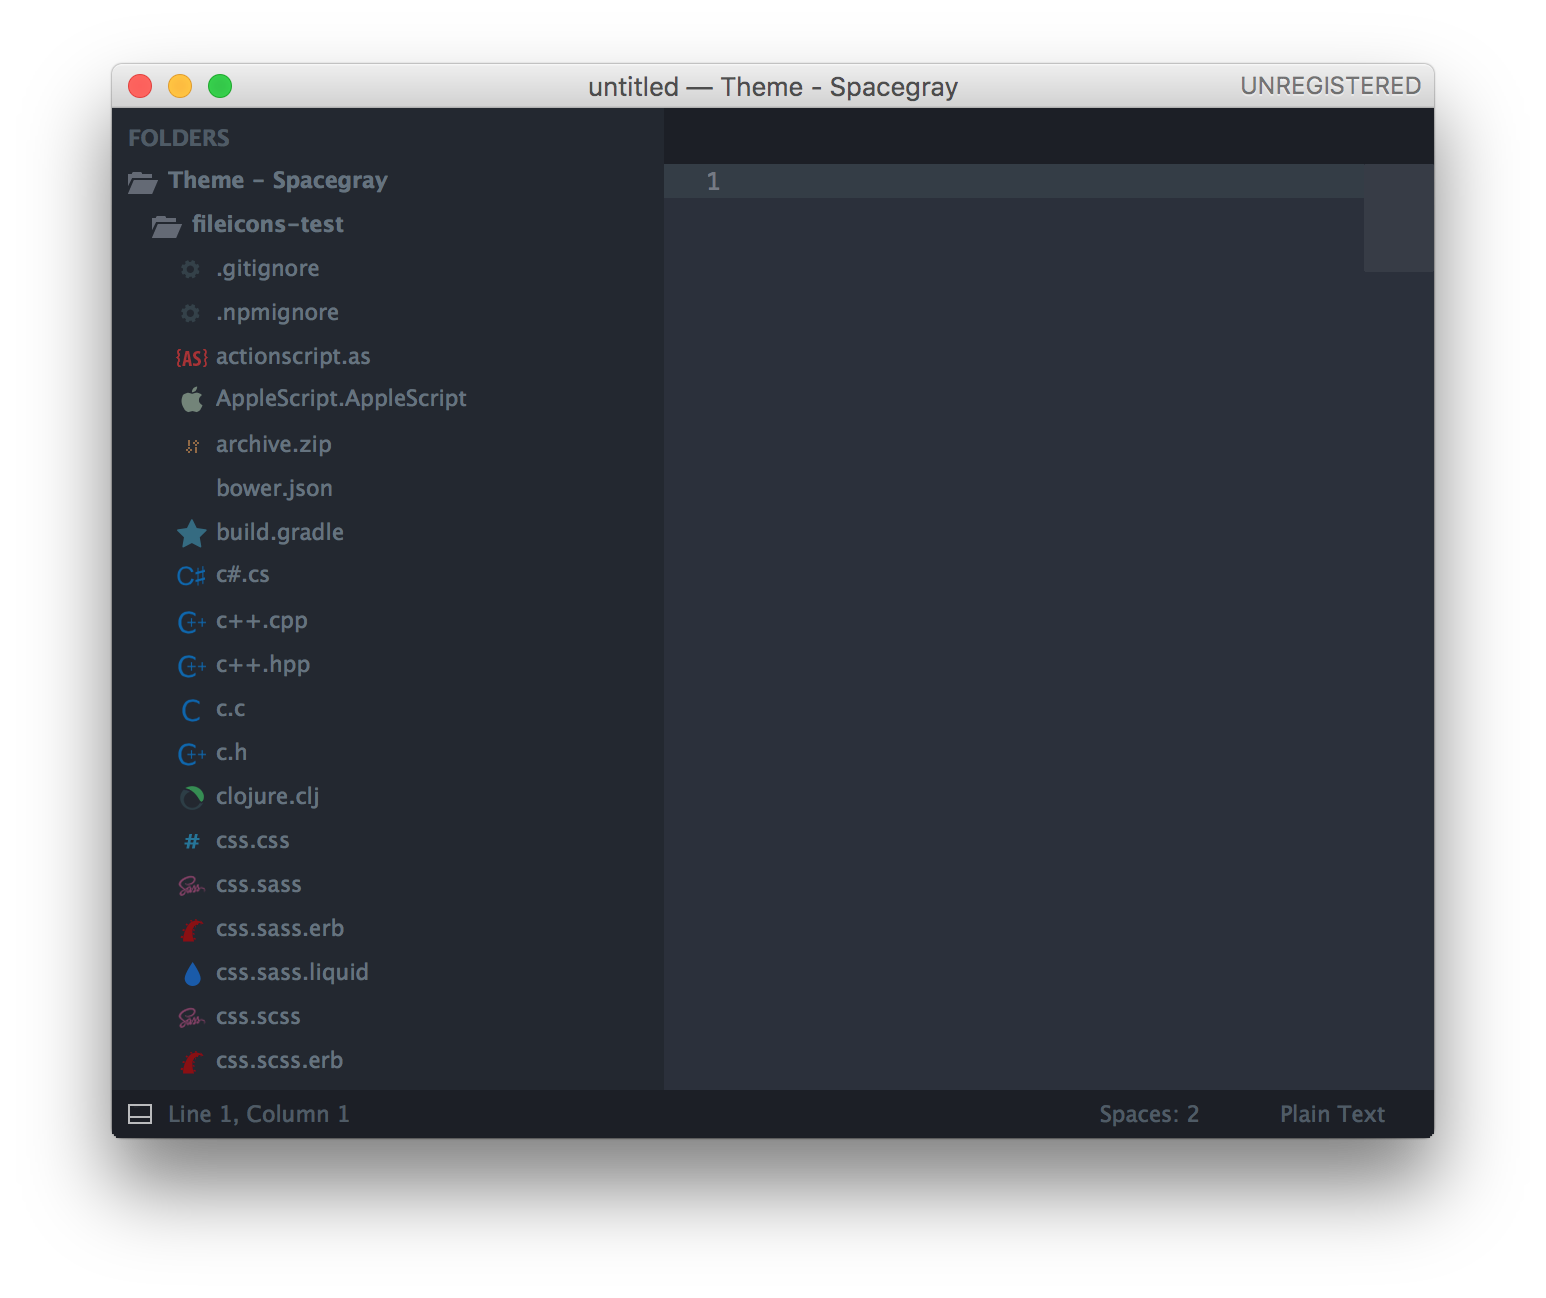 untitled — Theme - Spacegray
UNREGISTERED
FOLDERS
Theme - Spacegray
fileicons-test
.gitignore
.npmignore
{AS} actionscript.as
AppleScript.AppleScript
archive.zip
bower.json
build.gradle
C# c#.cs
C++ c++.cpp
C++ c++.hpp
C c.c
C++ c.h
clojure.clj
# css.css
Sass css.sass
css.sass.erb
css.sass.liquid
Sass css.scss
css.scss.erb
1
Line 1, Column 1
Spaces: 2
Plain Text